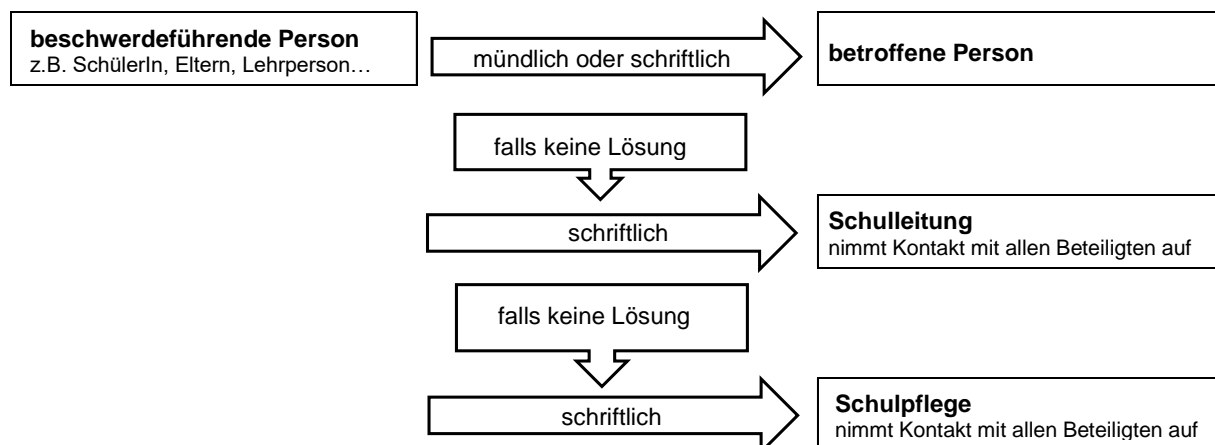 beschwerdeführende Person
z.B. SchülerIn, Eltern, Lehrperson…
mündlich oder schriftlich
betroffene Person
falls keine Lösung
schriftlich
Schulleitung
nimmt Kontakt mit allen Beteiligten auf
falls keine Lösung
schriftlich
Schulpflege
nimmt Kontakt mit allen Beteiligten auf